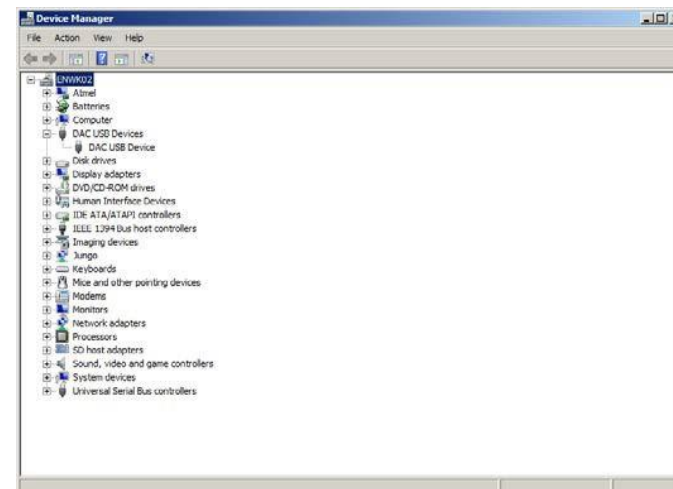 Device Manager
File Action View Help
ENWK02
Atmel
Batteries
Computer
DAC USB Devices
DAC USB Device
Disk drives
Display adapters
DVD/CD-ROM drives
Human Interface Devices
IDE ATA/ATAPI controllers
IEEE 1394 Bus host controllers
Imaging devices
Jungo
Keyboards
Mice and other pointing devices
Modems
Monitors
Network adapters
Processors
SD host adapters
Sound, video and game controllers
System devices
Universal Serial Bus controllers